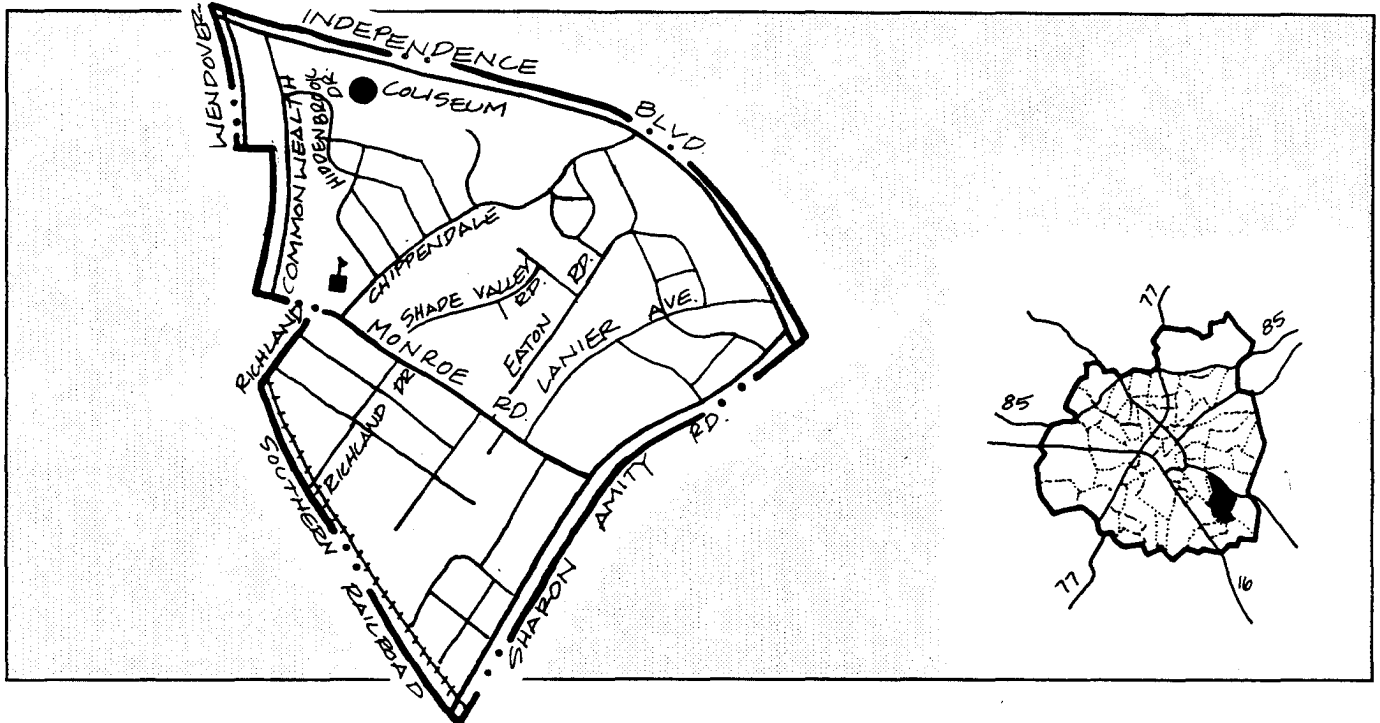 WENDOVER
INDEPENDENCE
BLVD.
COLISEUM
COMMONWEALTH
HIDDENBROOK
DR.
CHIPPENDALE
SHADE VALLEY
RD.
EATON
RD.
LANIER AVE.
MONROE
RD.
RICHLAND
RICHLAND DR.
SOUTHERN
RAILROAD
SHARON
AMITY
RD.
77
85
85
77
16